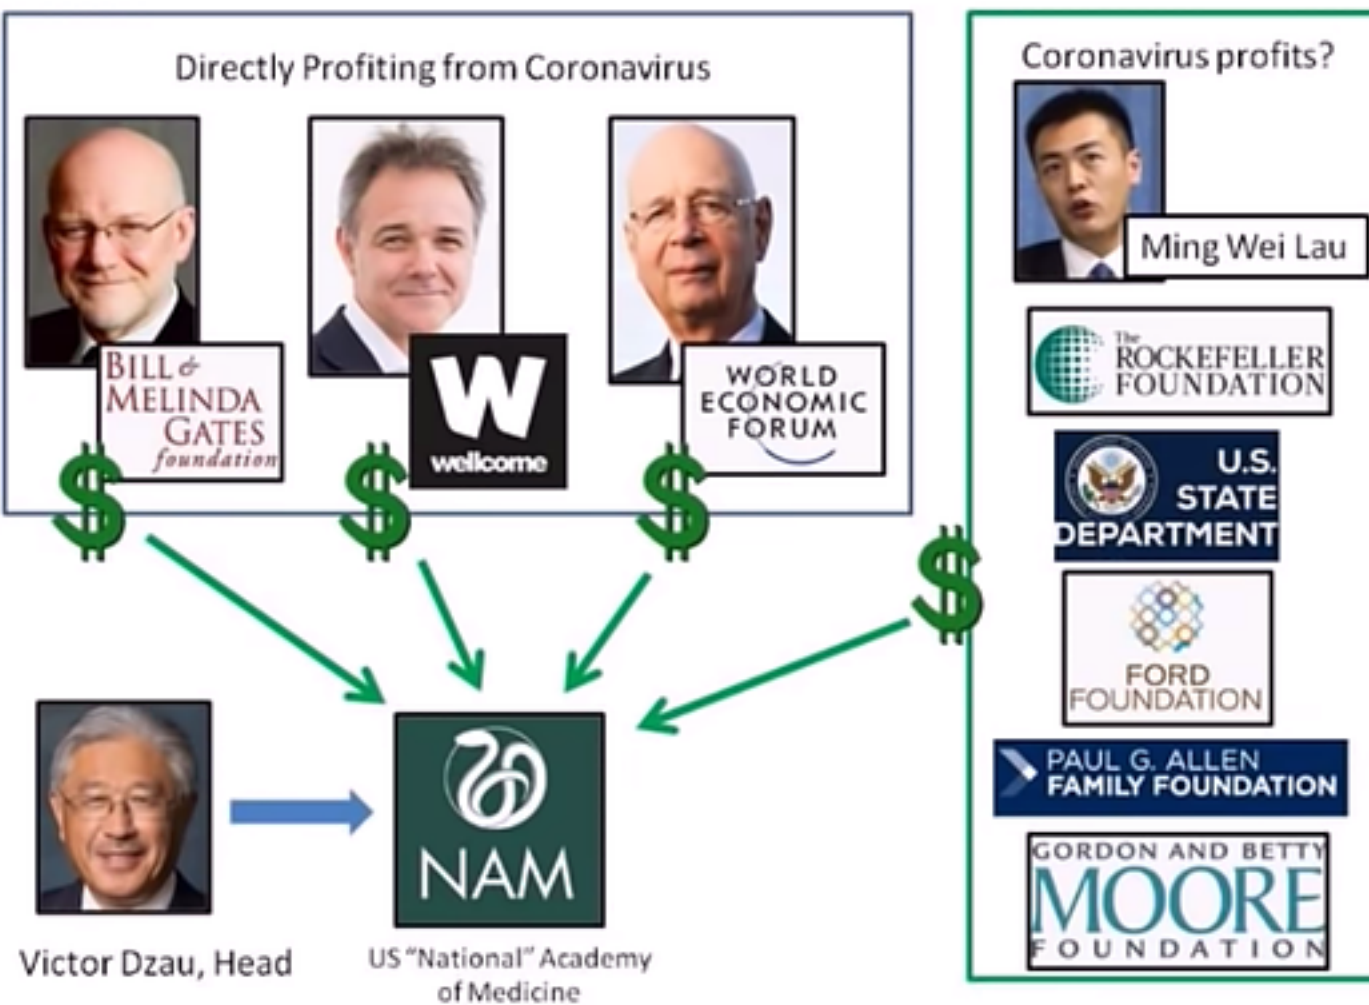 Directly Profiting from Coronavirus
BILL &
MELINDA
GATES
foundation
W
wellcome
WORLD
ECONOMIC
FORUM
$
$
$
Coronavirus profits?
Ming Wei Lau
The
ROCKEFELLER
FOUNDATION
U.S.
STATE
DEPARTMENT
FORD
FOUNDATION
PAUL G. ALLEN
FAMILY FOUNDATION
GORDON AND BETTY
MOORE
FOUNDATION
$
NAM
Victor Dzau, Head
US "National" Academy
of Medicine